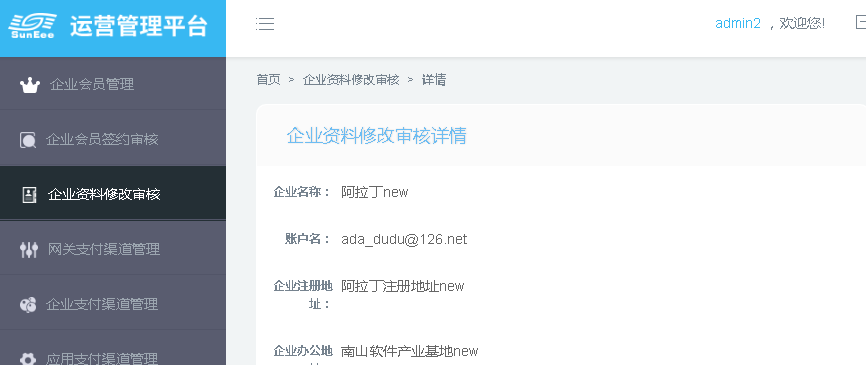 SunEee 运营管理平台
admin2 ，欢迎您!
企业会员管理
企业会员签约审核
企业资料修改审核
网关支付渠道管理
企业支付渠道管理
应用支付渠道管理
首页 > 企业资料修改审核 > 详情
企业资料修改审核详情
企业名称： 阿拉丁new
账户名： ada_dudu@126.net
企业注册地 阿拉丁注册地址new
址：
企业办公地 南山软件产业基地new